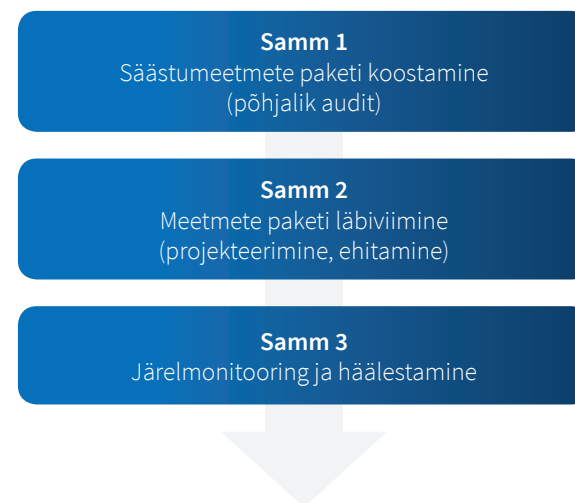 Samm 1
Säästumeetmete paketi koostamine
(põhjalik audit)
Samm 2
Meetmete paketi läbiviimine
(projekteerimine, ehitamine)
Samm 3
Järelmonitooring ja häälestamine